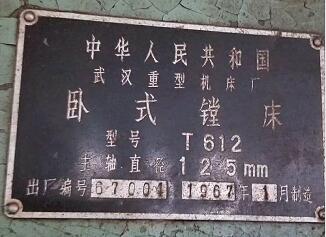 中华人民共和国
武汉重型机床厂
卧式镗床
型号 T612
主轴直径 125mm
出厂编号 67004 1967年1月制造